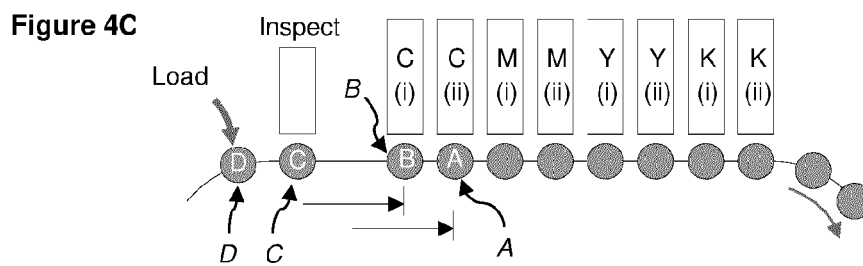 Figure 4C
Inspect
Load
C C M M Y Y K K
(i) (ii) (i) (ii) (i) (ii) (i) (ii)
B
D C B A
D C A